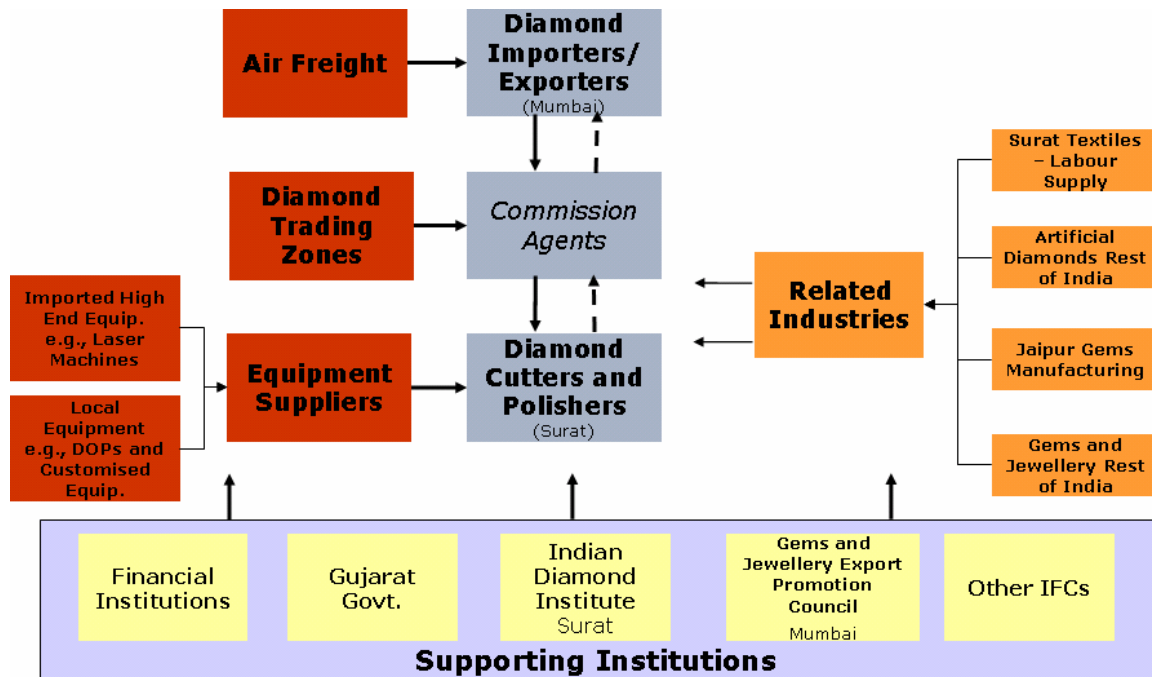 Air Freight
Diamond
Importers/
Exporters
(Mumbai)
Diamond
Trading
Zones
Commission
Agents
Surat Textiles
– Labour
Supply
Artificial
Diamonds Rest
of India
Related
Industries
Imported High
End Equip.
e.g., Laser
Machines
Equipment
Suppliers
Diamond
Cutters and
Polishers
(Surat)
Jaipur Gems
Manufacturing
Local
Equipment
e.g., DOPs and
Customised
Equip.
Gems and
Jewellery Rest
of India
Financial
Institutions
Gujarat
Govt.
Indian
Diamond
Institute
Surat
Gems and
Jewellery Export
Promotion
Council
Mumbai
Other IFCs
Supporting Institutions